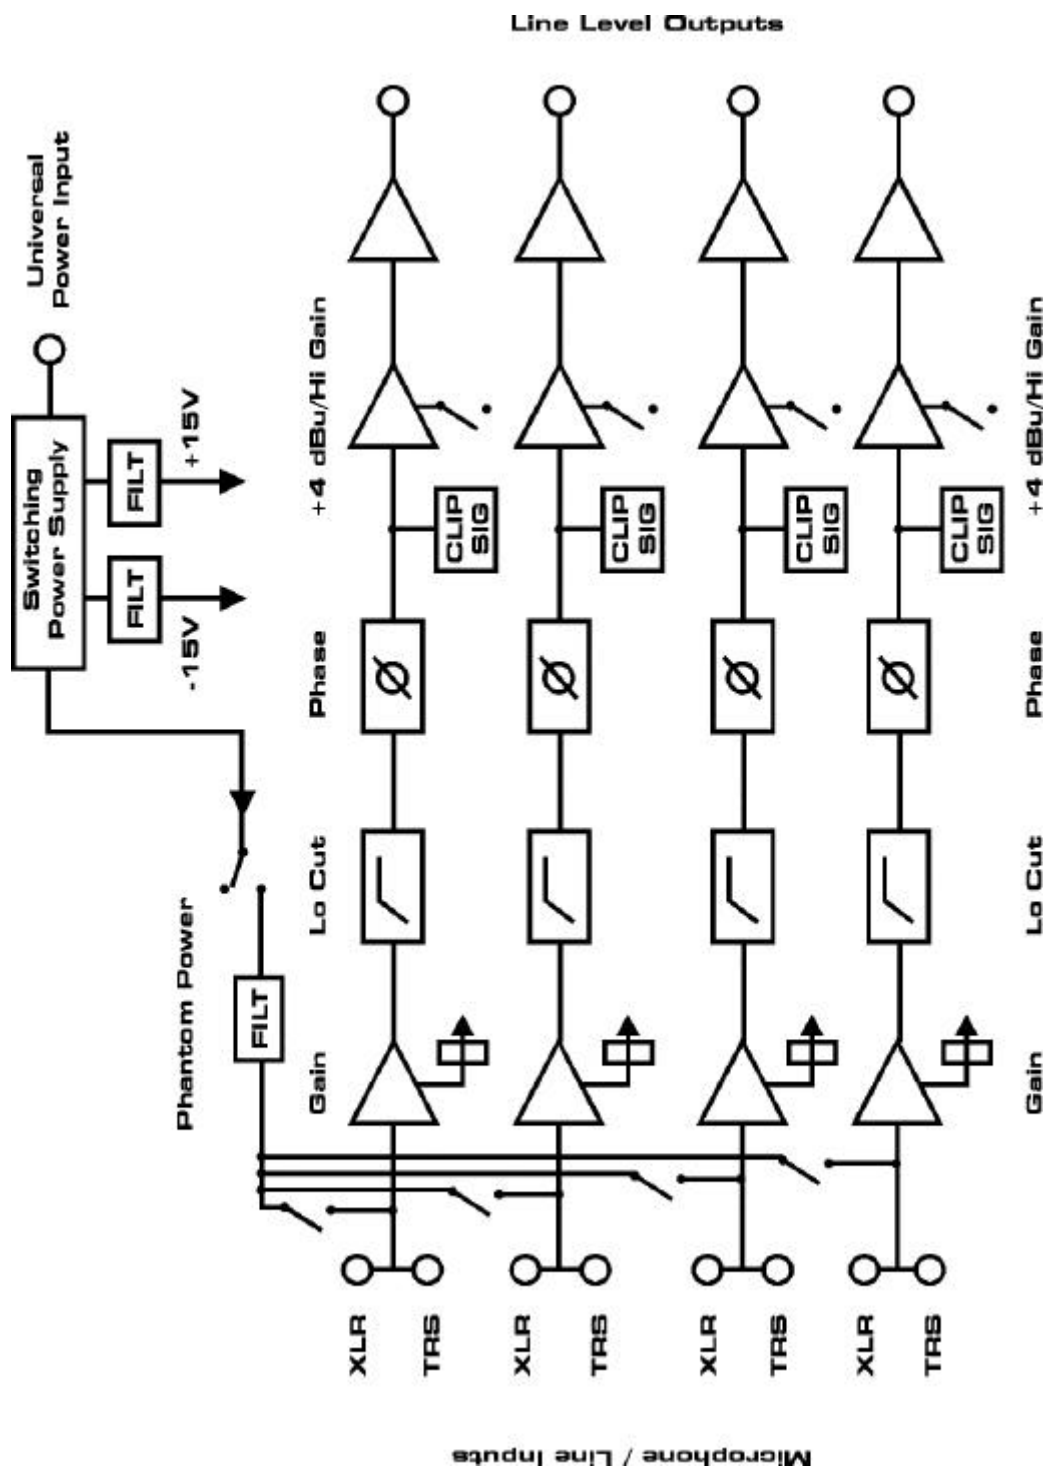 Line Level Outputs
Universal
Power Input
Switching
Power Supply
FILT
+15V
FILT
-15V
Phantom Power
FILT
+4 dBu/Hi Gain
Phase
Lo Cut
Gain
CLIP
SIG
CLIP
SIG
CLIP
SIG
CLIP
SIG
+4 dBu/Hi Gain
Phase
Lo Cut
Gain
XLR
TRS
XLR
TRS
XLR
TRS
XLR
TRS
Microphone / Line Inputs